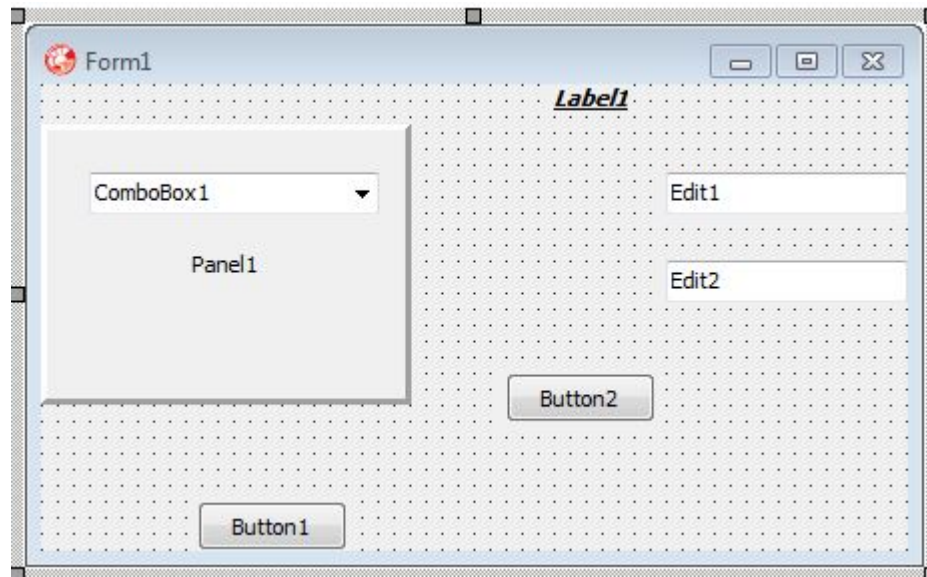 Form1
Label1
ComboBox1
Edit1
Panel1
Edit2
Button2
Button1